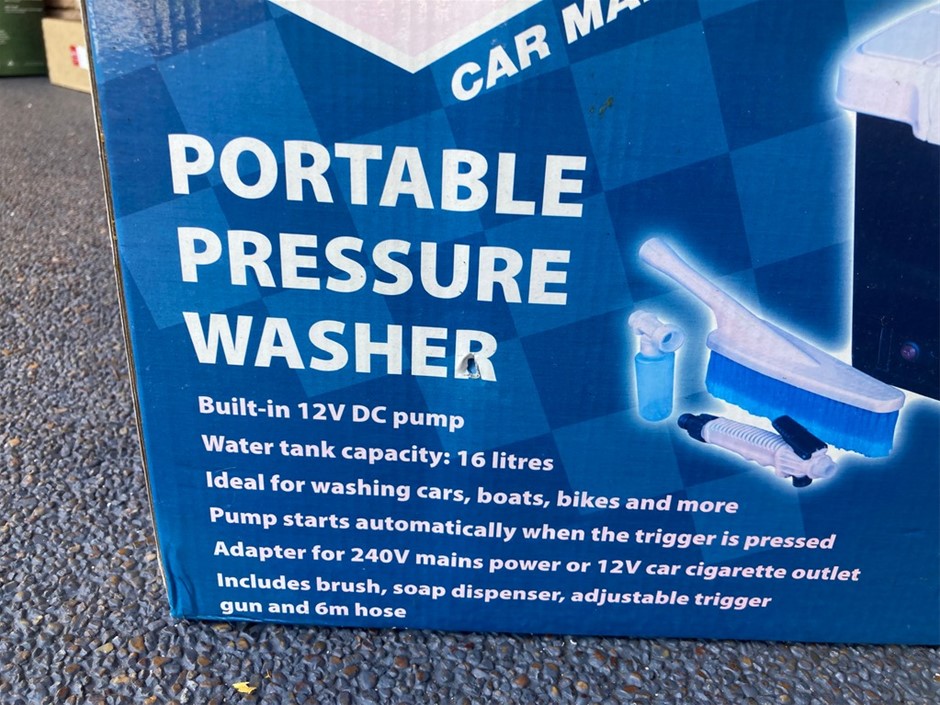 CAR
PORTABLE
PRESSURE
WASHER
Built-in 12V DC pump
Water tank capacity: 16 litres
Ideal for washing cars, boats, bikes and more
Pump starts automatically when the trigger is pressed
Adapter for 240V mains power or 12V car cigarette outlet
Includes brush, soap dispenser, adjustable trigger
gun and 6m hose